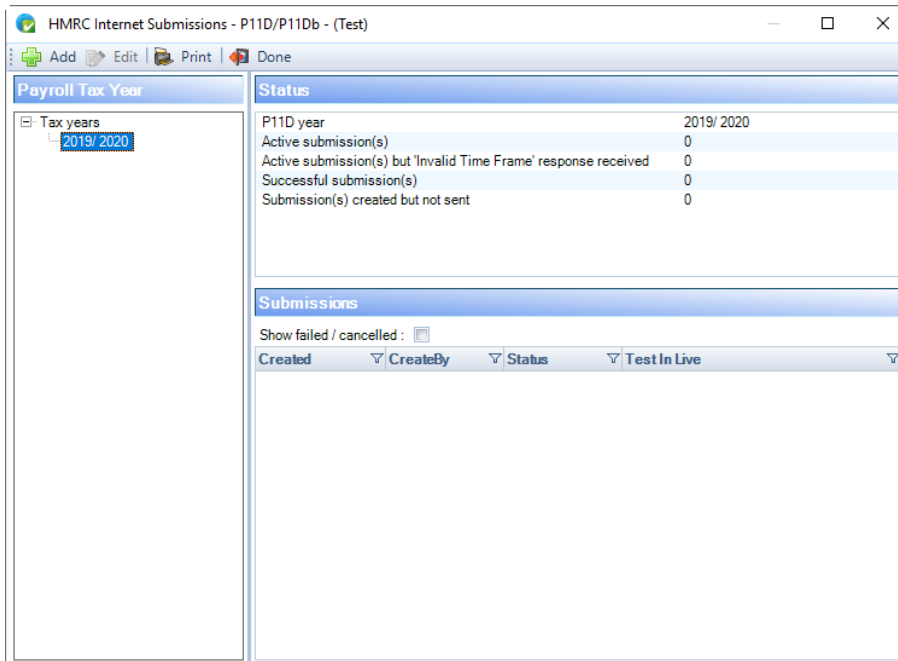 HMRC Internet Submissions - P11D/P11Db - (Test)
Add Edit Print Done
Payroll Tax Year
Tax years
2019/ 2020
Status
P11D year 2019/ 2020
Active submission(s) 0
Active submission(s) but 'Invalid Time Frame' response received 0
Successful submission(s) 0
Submission(s) created but not sent 0
Submissions
Show failed / cancelled :
Created CreateBy Status Test In Live